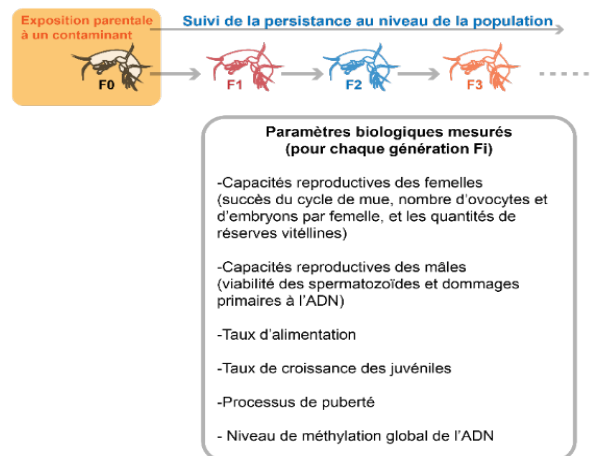 Exposition parentale
à un contaminant
Suivi de la persistance au niveau de la population
F0
F1
F2
F3
Paramètres biologiques mesurés
(pour chaque génération Fi)
-Capacités reproductives des femelles
(succès du cycle de mue, nombre d'ovocytes et
d'embryons par femelle, et les quantités de
réserves vitéllines)
-Capacités reproductives des mâles
(viabilité des spermatozoïdes et dommages
primaires à l'ADN)
-Taux d'alimentation
-Taux de croissance des juvéniles
-Processus de puberté
- Niveau de méthylation global de l'ADN